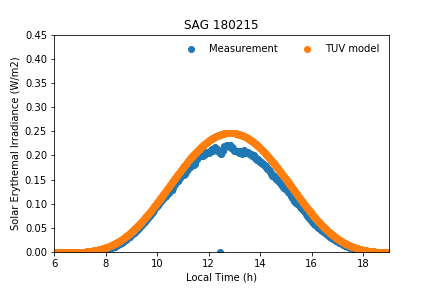 SAG 180215
Measurement
TUV model
Solar Erythemal Irradiance (W/m2)
0.45
0.40
0.35
0.30
0.25
0.20
0.15
0.10
0.05
0.00
6 8 10 12 14 16 18
Local Time (h)